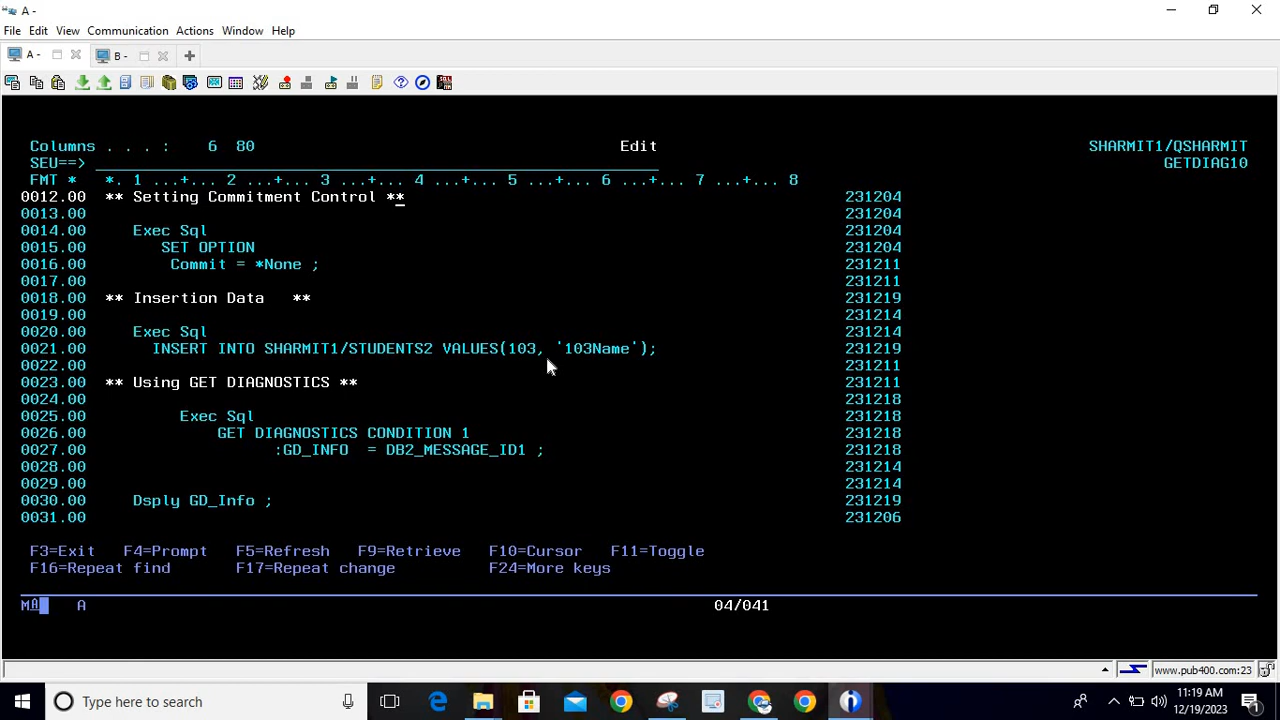 A -
File Edit View Communication Actions Window Help
A - B -
Columns . . . : 6 80 Edit SHARMIT1/QSHARMIT
SEU==> GETDIAG10
FMT * *. 1 ...+... 2 ...+... 3 ...+... 4 ...+... 5 ...+... 6 ...+... 7 ...+... 8
0012.00 ** Setting Commitment Control ** 231204
0013.00 231204
0014.00 Exec Sql 231204
0015.00 SET OPTION 231204
0016.00 Commit = *None ; 231211
0017.00 231211
0018.00 ** Insertion Data ** 231219
0019.00 231214
0020.00 Exec Sql 231214
0021.00 INSERT INTO SHARMIT1/STUDENTS2 VALUES(103, '103Name'); 231219
0022.00 231211
0023.00 ** Using GET DIAGNOSTICS ** 231211
0024.00 231218
0025.00 Exec Sql 231218
0026.00 GET DIAGNOSTICS CONDITION 1 231218
0027.00 :GD_INFO = DB2_MESSAGE_ID1 ; 231218
0028.00 231214
0029.00 231214
0030.00 Dsply GD_Info ; 231219
0031.00 231206
F3=Exit F4=Prompt F5=Refresh F9=Retrieve F10=Cursor F11=Toggle
F16=Repeat find F17=Repeat change F24=More keys
MA A 04/041
www.pub400.com:23
Type here to search
11:19 AM
12/19/2023